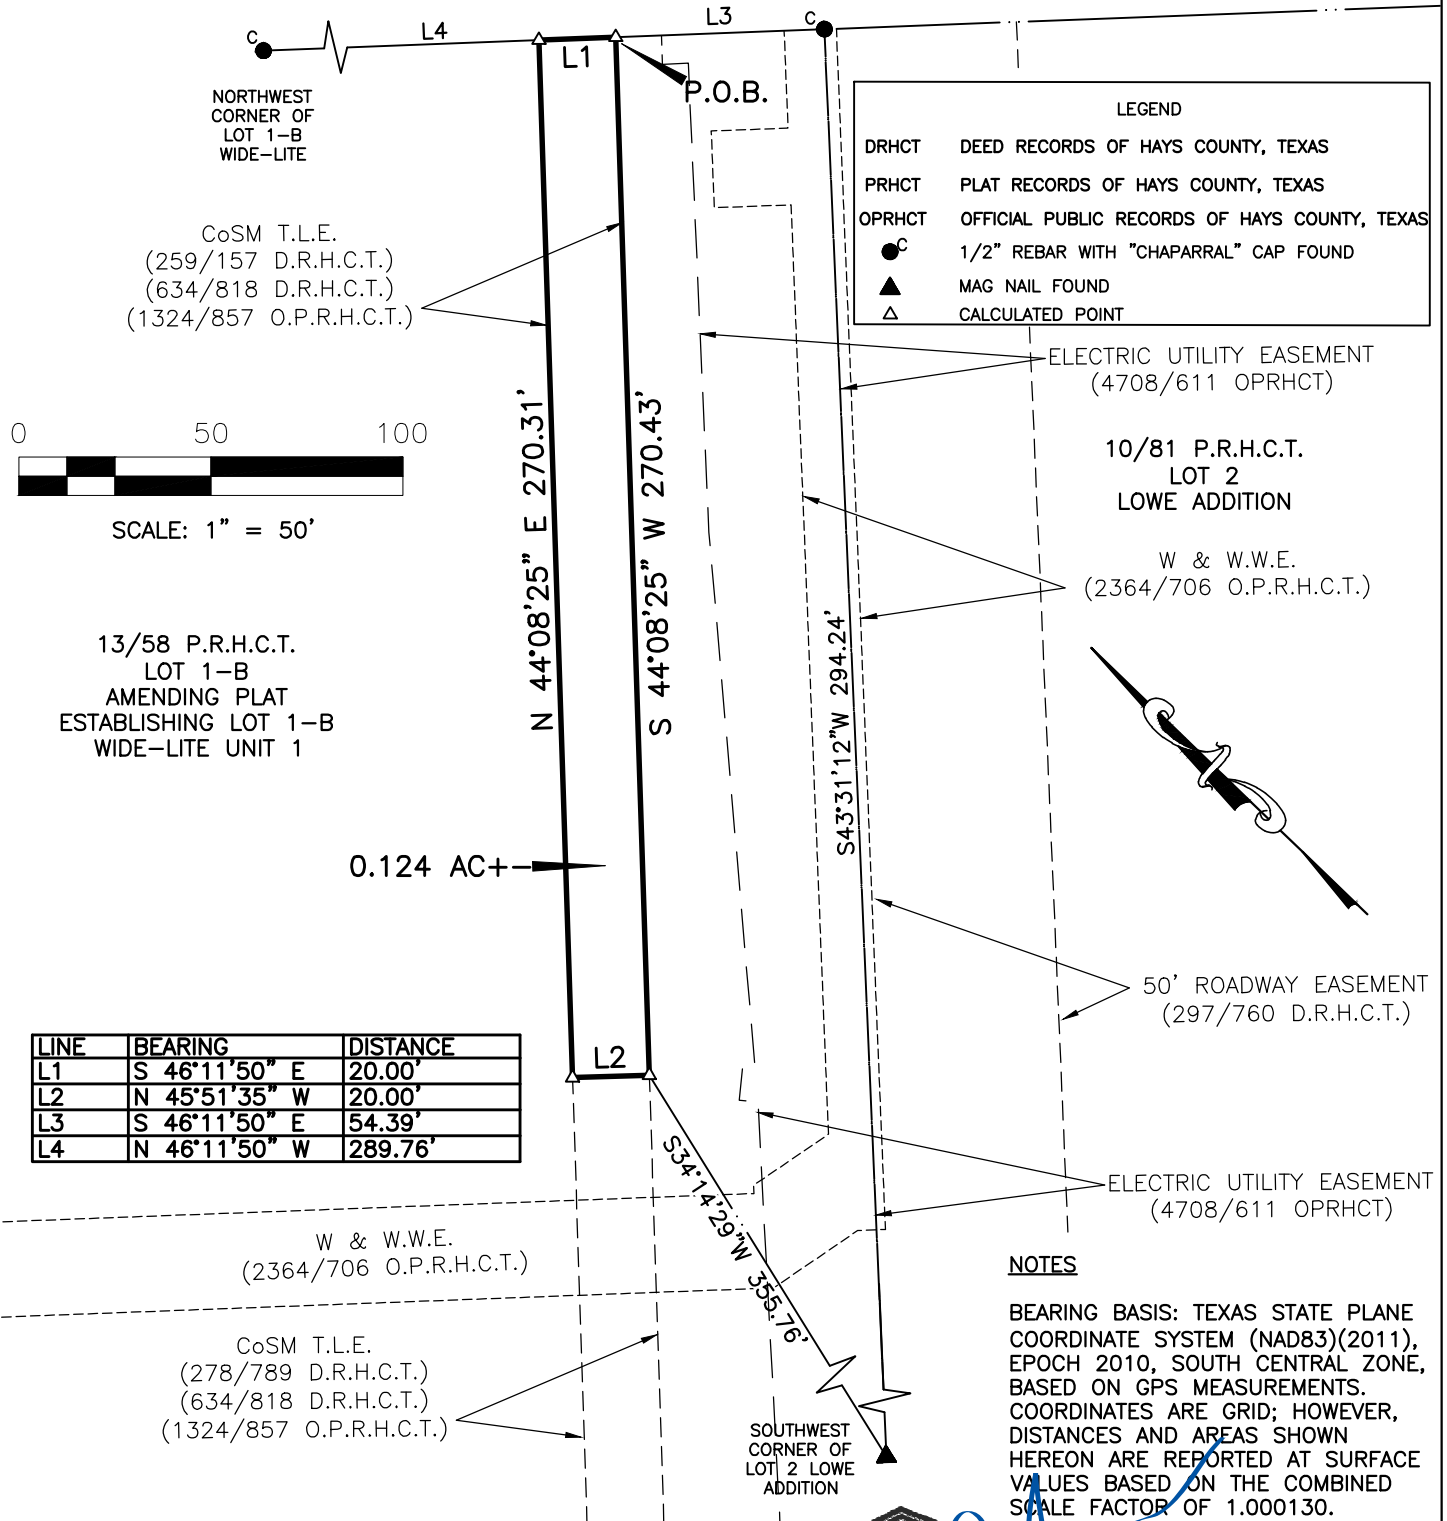 L3
C
C
L4
L1
P.O.B.
NORTHWEST
CORNER OF
LOT 1-B
WIDE-LITE
LEGEND
DRHCT DEED RECORDS OF HAYS COUNTY, TEXAS
PRHCT PLAT RECORDS OF HAYS COUNTY, TEXAS
OPRHCT OFFICIAL PUBLIC RECORDS OF HAYS COUNTY, TEXAS
C 1/2" REBAR WITH "CHAPARRAL" CAP FOUND
MAG NAIL FOUND
CALCULATED POINT
CoSM T.L.E.
(259/157 D.R.H.C.T.)
(634/818 D.R.H.C.T.)
(1324/857 O.P.R.H.C.T.)
ELECTRIC UTILITY EASEMENT
(4708/611 OPRHCT)
0 50 100
SCALE: 1" = 50'
N 44°08'25" E 270.31'
S 44°08'25" W 270.43'
S43°31'12"W 294.24'
10/81 P.R.H.C.T.
LOT 2
LOWE ADDITION
W & W.W.E.
(2364/706 O.P.R.H.C.T.)
13/58 P.R.H.C.T.
LOT 1-B
AMENDING PLAT
ESTABLISHING LOT 1-B
WIDE-LITE UNIT 1
0.124 AC+-
50' ROADWAY EASEMENT
(297/760 D.R.H.C.T.)
LINE BEARING DISTANCE
L1 S 46°11'50" E 20.00'
L2 N 45°51'35" W 20.00'
L3 S 46°11'50" E 54.39'
L4 N 46°11'50" W 289.76'
L2
S34°14'29"W 355.76'
ELECTRIC UTILITY EASEMENT
(4708/611 OPRHCT)
W & W.W.E.
(2364/706 O.P.R.H.C.T.)
CoSM T.L.E.
(278/789 D.R.H.C.T.)
(634/818 D.R.H.C.T.)
(1324/857 O.P.R.H.C.T.)
SOUTHWEST
CORNER OF
LOT 2 LOWE
ADDITION
NOTES
BEARING BASIS: TEXAS STATE PLANE
COORDINATE SYSTEM (NAD83)(2011),
EPOCH 2010, SOUTH CENTRAL ZONE,
BASED ON GPS MEASUREMENTS.
COORDINATES ARE GRID; HOWEVER,
DISTANCES AND AREAS SHOWN
HEREON ARE REPORTED AT SURFACE
VALUES BASED ON THE COMBINED
SCALE FACTOR OF 1.000130.